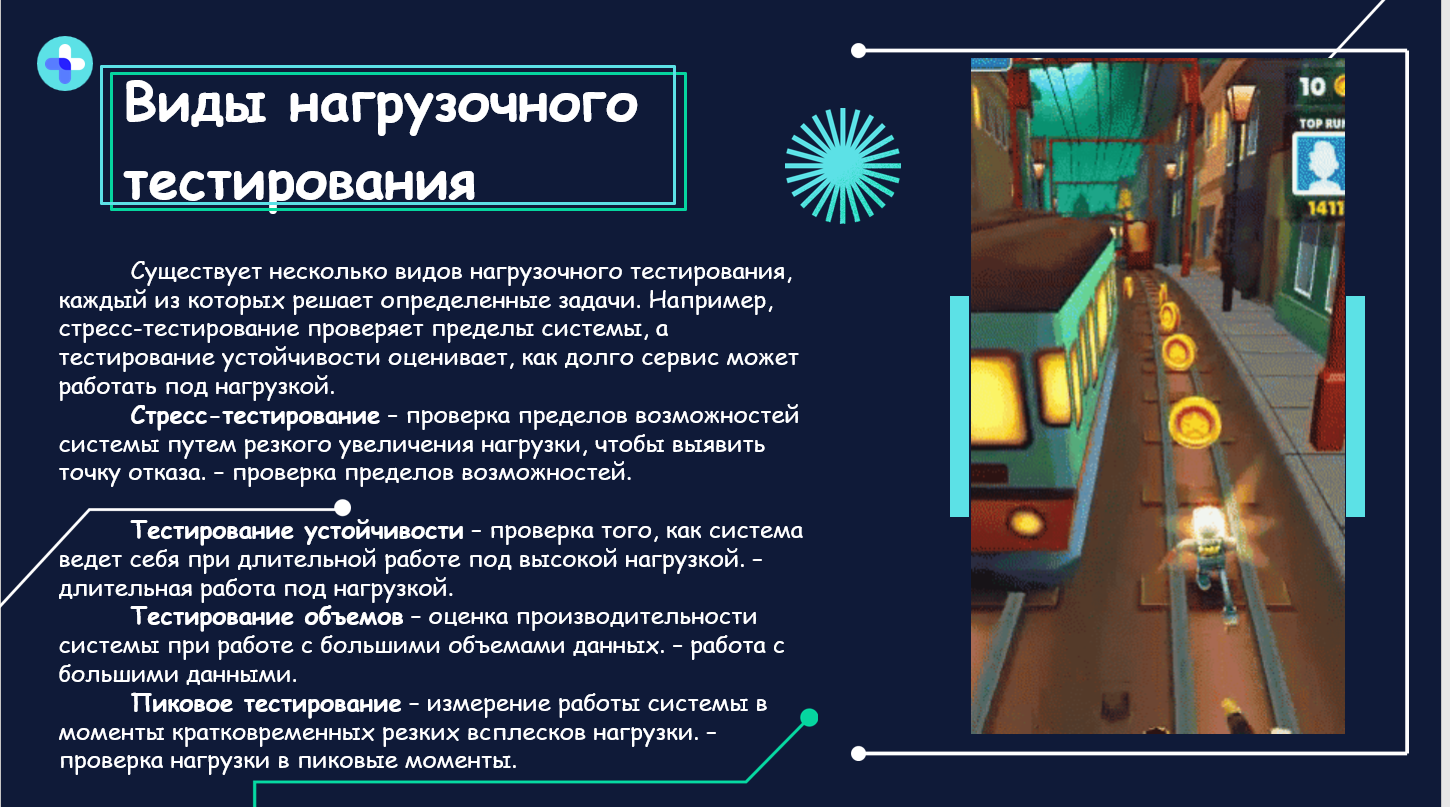 Виды нагрузочного
тестирования
Существует несколько видов нагрузочного тестирования,
каждый из которых решает определенные задачи. Например,
стресс-тестирование проверяет пределы системы, а
тестирование устойчивости оценивает, как долго сервис может
работать под нагрузкой.
Стресс-тестирование – проверка пределов возможностей
системы путем резкого увеличения нагрузки, чтобы выявить
точку отказа. – проверка пределов возможностей.
Тестирование устойчивости – проверка того, как система
ведет себя при длительной работе под высокой нагрузкой. –
длительная работа под нагрузкой.
Тестирование объемов – оценка производительности
системы при работе с большими объемами данных. – работа с
большими данными.
Пиковое тестирование – измерение работы системы в
моменты кратковременных резких всплесков нагрузки. –
проверка нагрузки в пиковые моменты.
10
TOP RUN
1411